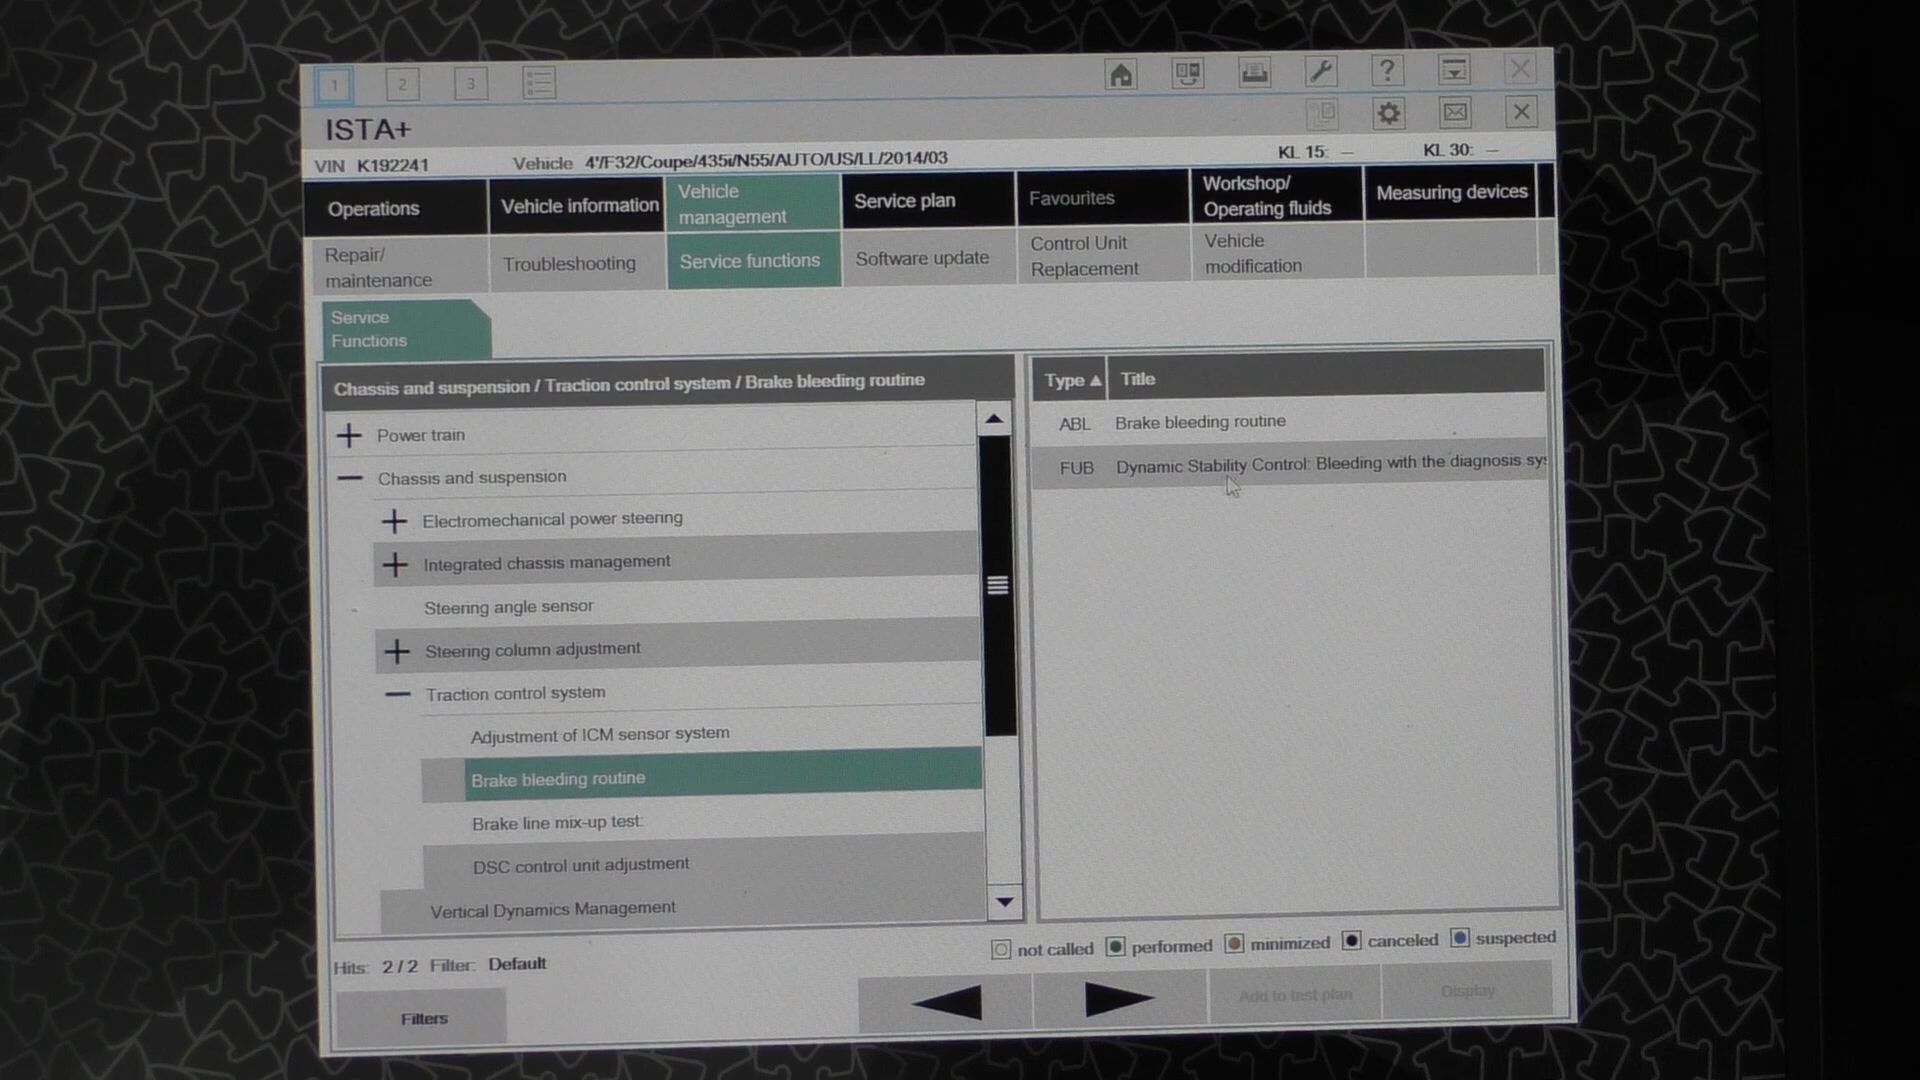 1 2 3 ?
ISTA+
VIN K192241 Vehicle 4'/F32/Coupe/435i/N55/AUTO/US/LL/2014/03 KL 15: — KL 30: —
Operations Vehicle information Vehicle management Service plan Favourites Workshop/ Operating fluids Measuring devices
Repair/ maintenance Troubleshooting Service functions Software update Control Unit Replacement Vehicle modification
Service
Functions
Chassis and suspension / Traction control system / Brake bleeding routine
Power train
Chassis and suspension
Electromechanical power steering
Integrated chassis management
Steering angle sensor
Steering column adjustment
Traction control system
Adjustment of ICM sensor system
Brake bleeding routine
Brake line mix-up test:
DSC control unit adjustment
Vertical Dynamics Management
Type ▲ Title
ABL Brake bleeding routine
FUB Dynamic Stability Control: Bleeding with the diagnosis sy
not called performed minimized canceled suspected
Hits: 2 / 2 Filter: Default
Filters Add to test plan Display